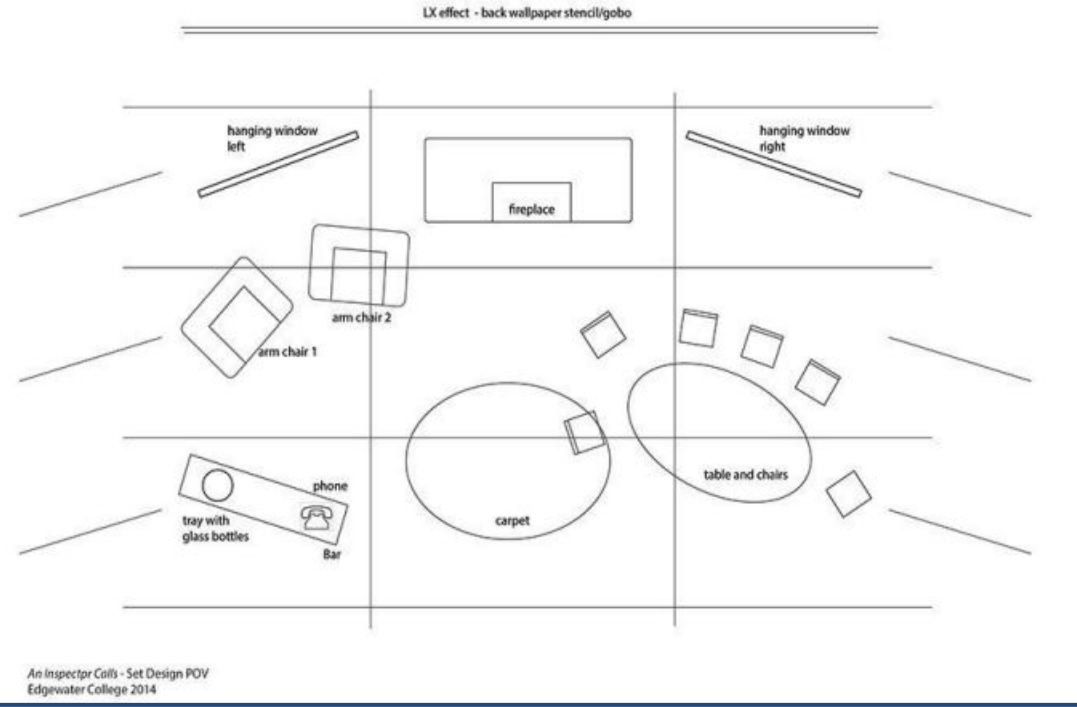 LX effect - back wallpaper stencil/gobo
hanging window
left
hanging window
right
fireplace
arm chair 2
arm chair 1
table and chairs
phone
tray with
glass bottles
carpet
Bar
An Inspectpr Calls - Set Design POV
Edgewater College 2014